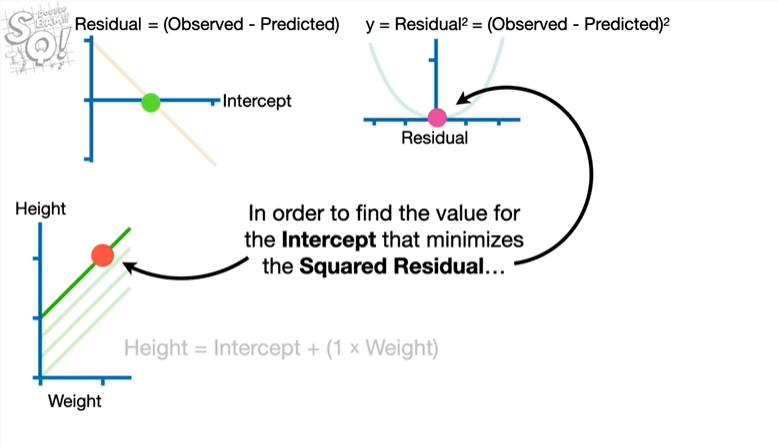 SQ!
Residual = (Observed - Predicted)
y = Residual² = (Observed - Predicted)²
Intercept
Residual
Height
In order to find the value for
the Intercept that minimizes
the Squared Residual...
Height = Intercept + (1 × Weight)
Weight